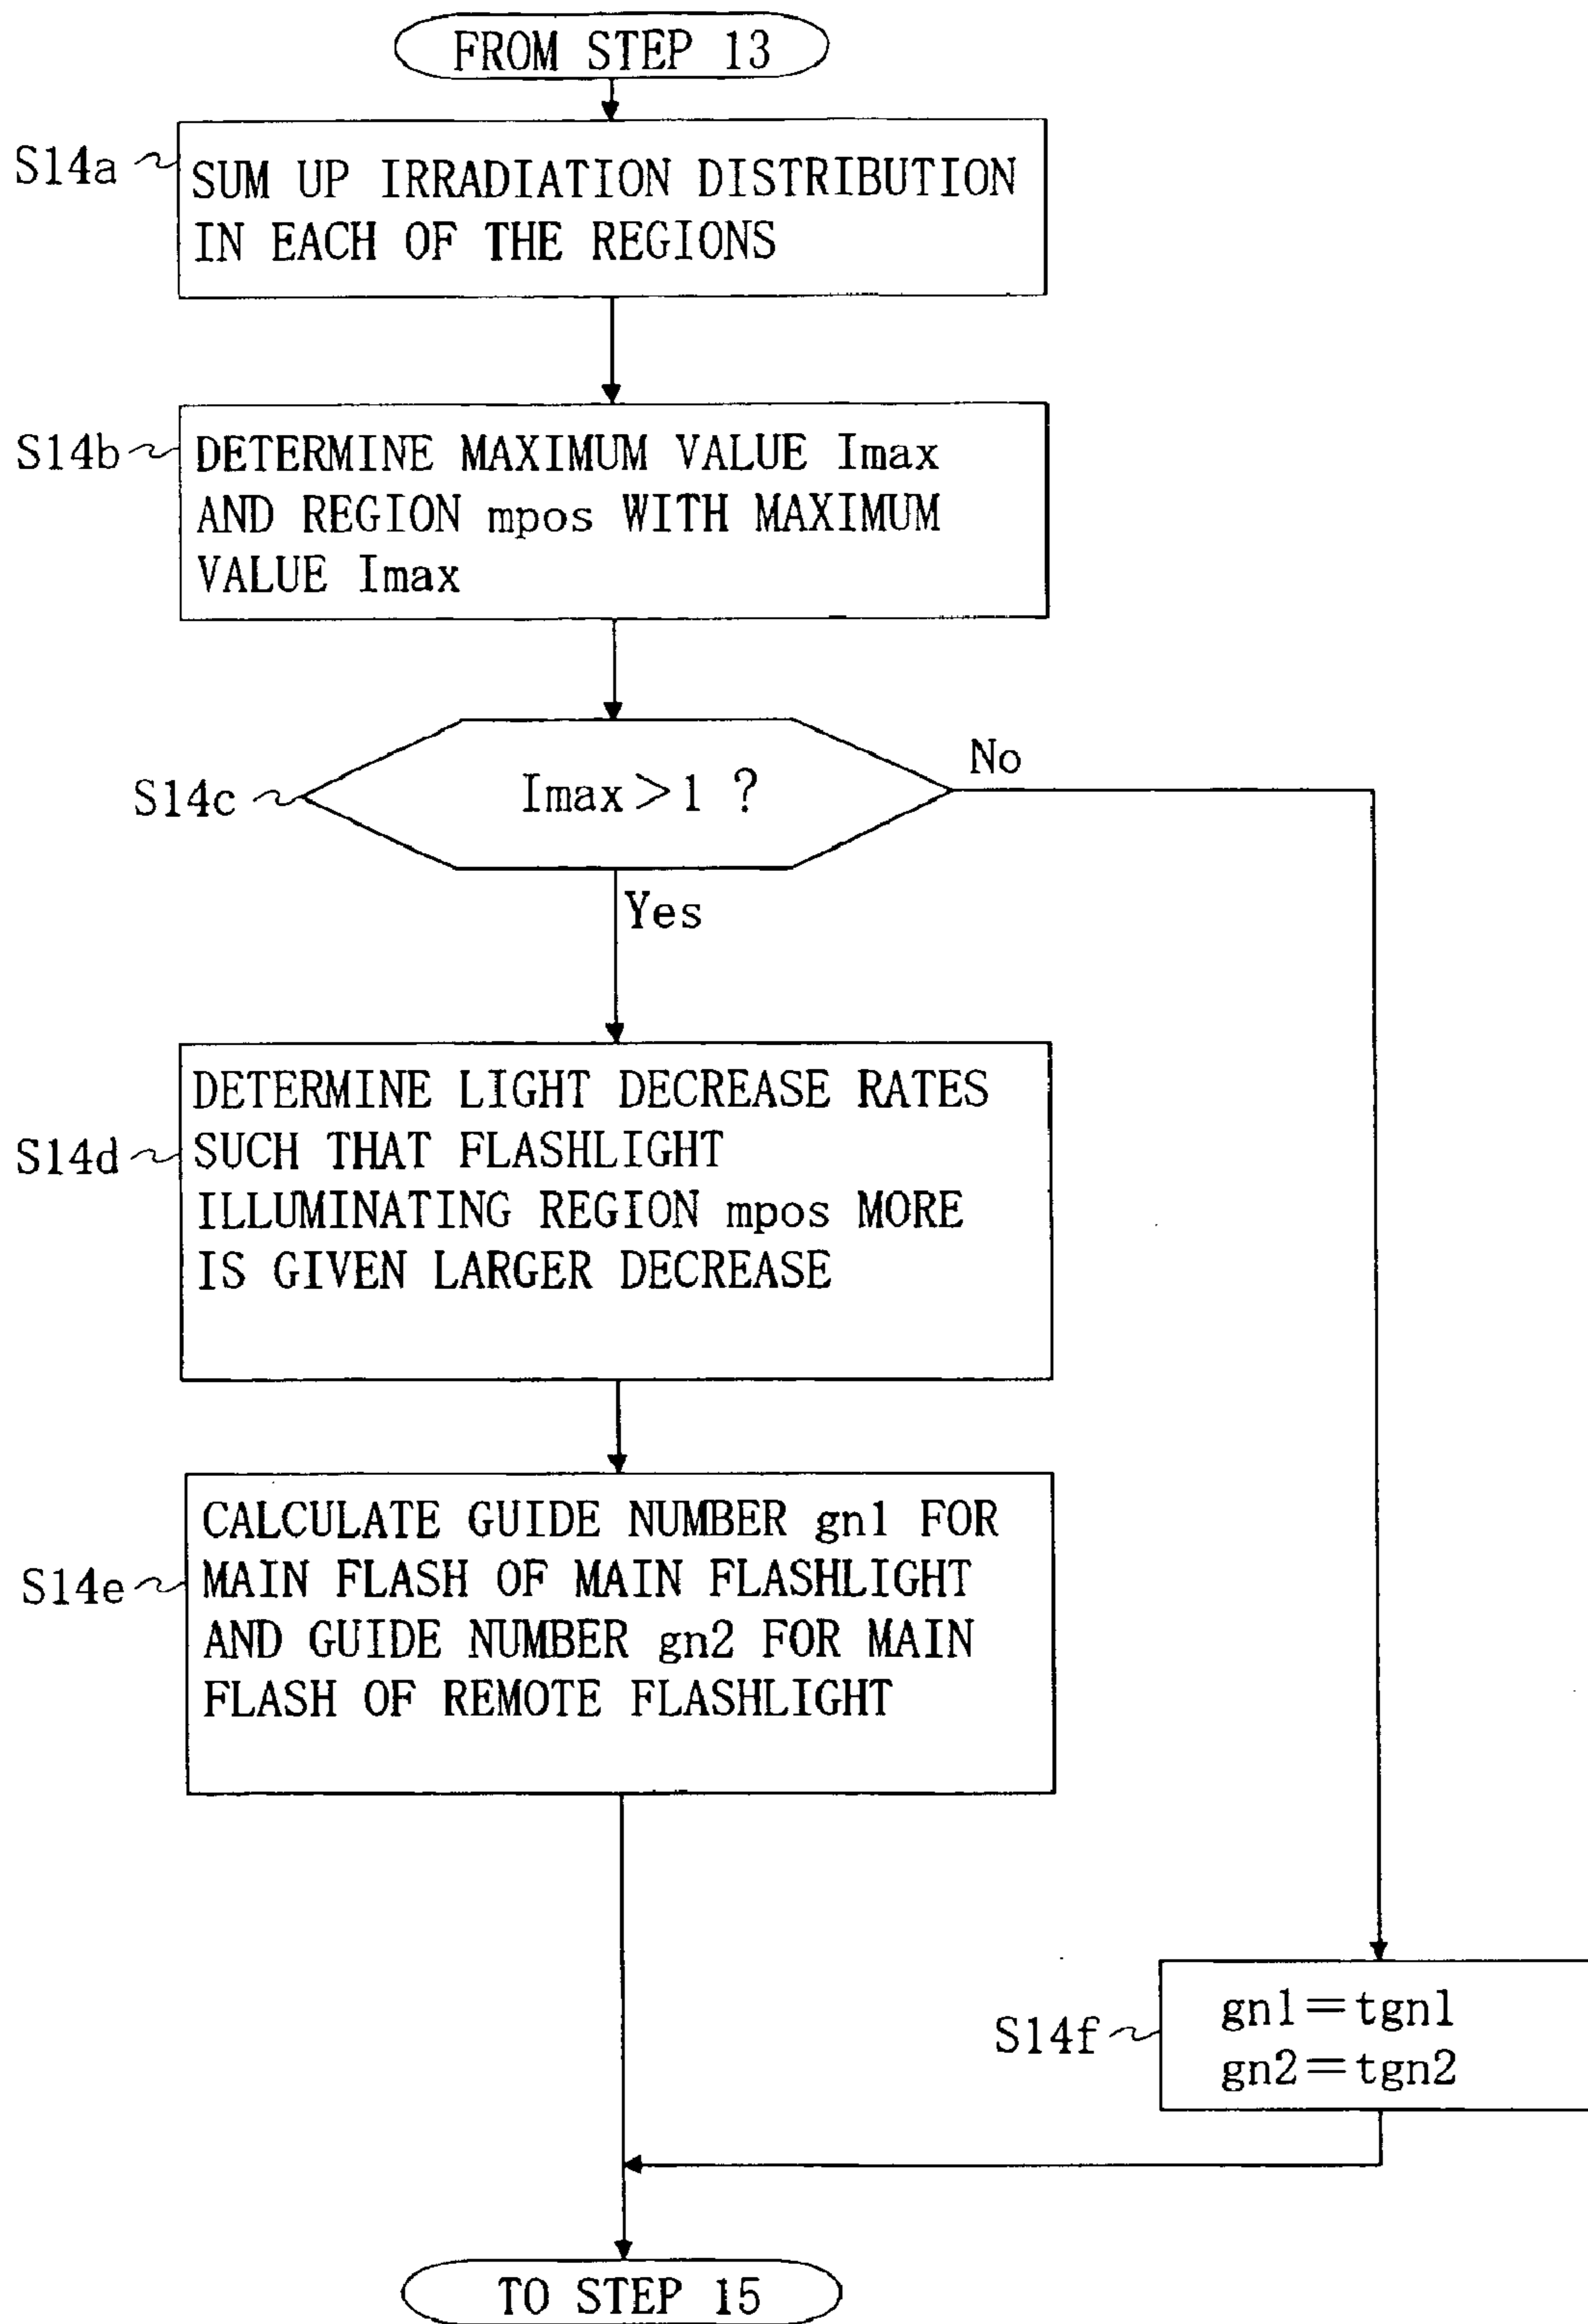 FROM STEP 13
S14a
SUM UP IRRADIATION DISTRIBUTION
IN EACH OF THE REGIONS
S14b
DETERMINE MAXIMUM VALUE Imax
AND REGION mpos WITH MAXIMUM
VALUE Imax
S14c
Imax>1 ?
No
Yes
S14d
DETERMINE LIGHT DECREASE RATES
SUCH THAT FLASHLIGHT
ILLUMINATING REGION mpos MORE
IS GIVEN LARGER DECREASE
S14e
CALCULATE GUIDE NUMBER gn1 FOR
MAIN FLASH OF MAIN FLASHLIGHT
AND GUIDE NUMBER gn2 FOR MAIN
FLASH OF REMOTE FLASHLIGHT
S14f
gn1=tgn1
gn2=tgn2
TO STEP 15